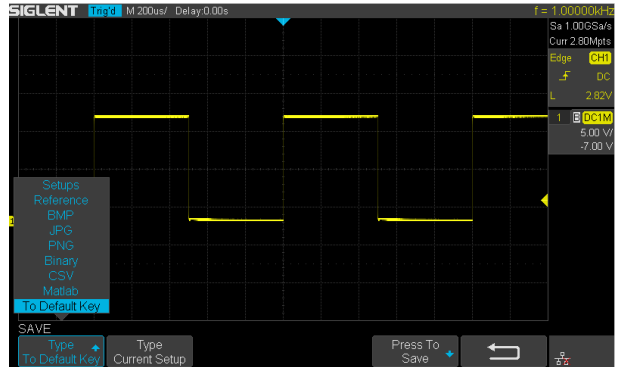 SIGLENT Trig'd M 200us/ Delay:0.00s f = 1.00000kHz
Sa 1.00GSa/s
Curr 2.80Mpts
Edge CH1
DC
L 2.82V
1 B DC1M
5.00 V/
-7.00 V
Setups
Reference
BMP
JPG
PNG
Binary
CSV
Matlab
To Default Key
SAVE
Type
To Default Key
Type
Current Setup
Press To
Save